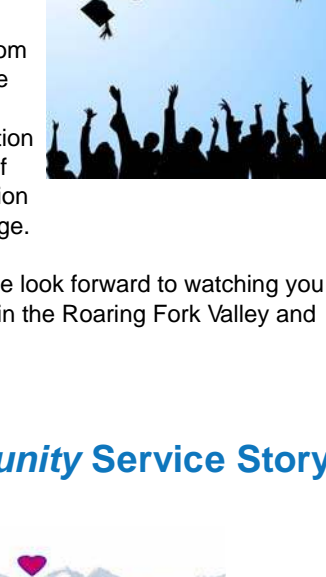 om
e
tion
f
ion
ge.
e look forward to watching you
in the Roaring Fork Valley and
unity Service Story